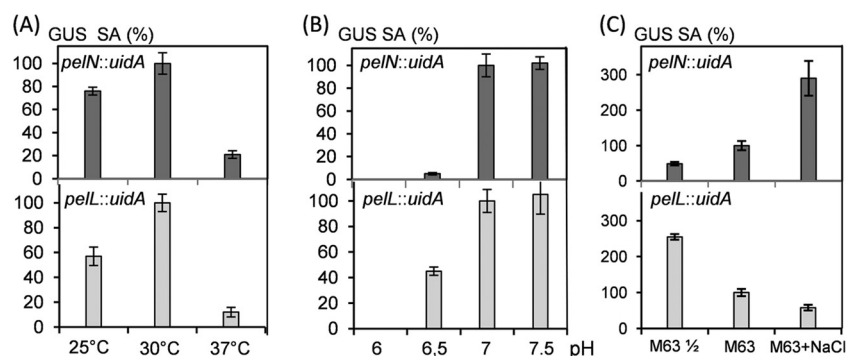 (A)
GUS SA (%)
pelN::uidA
100
80
60
40
20
0
pelL::uidA
100
80
60
40
20
0
25°C 30°C 37°C
(B)
GUS SA (%)
pelN::uidA
100
80
60
40
20
0
pelL::uidA
100
80
60
40
20
0
6 6,5 7 7.5 pH
(C)
GUS SA (%)
pelN::uidA
300
200
100
0
pelL::uidA
300
200
100
0
M63 ½ M63 M63+NaCl